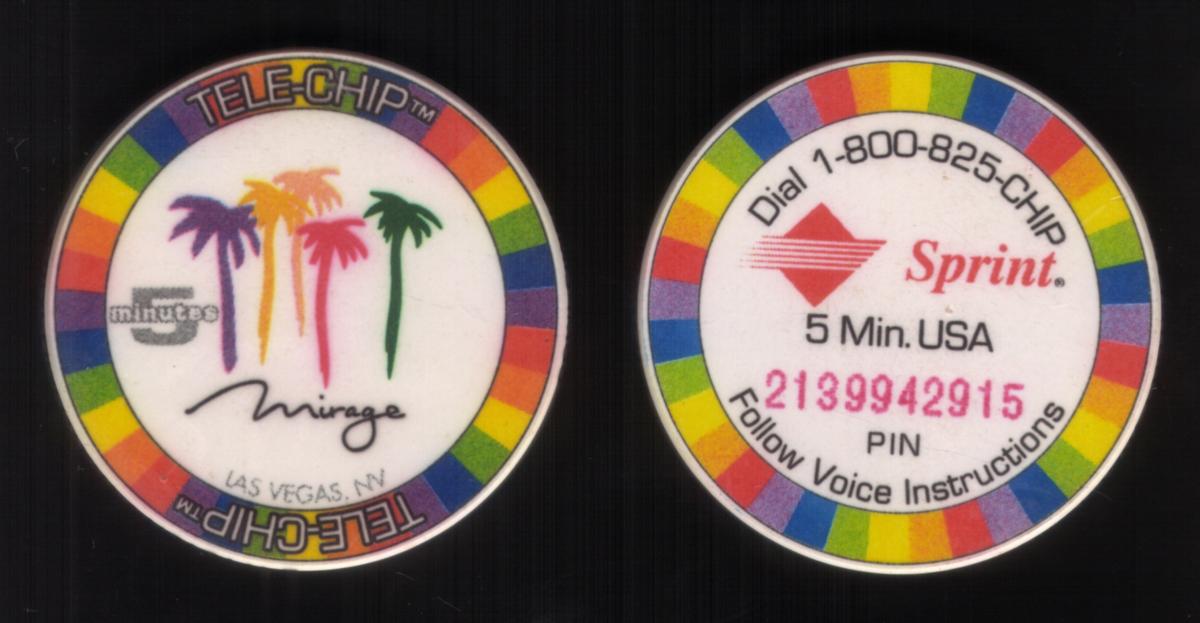 TELE-CHIP™
5
minutes
Mirage
LAS VEGAS, NV
TELE-CHIP™
Dial 1-800-825-CHIP
Sprint®
5 Min. USA
2139942915
PIN
Follow Voice Instructions